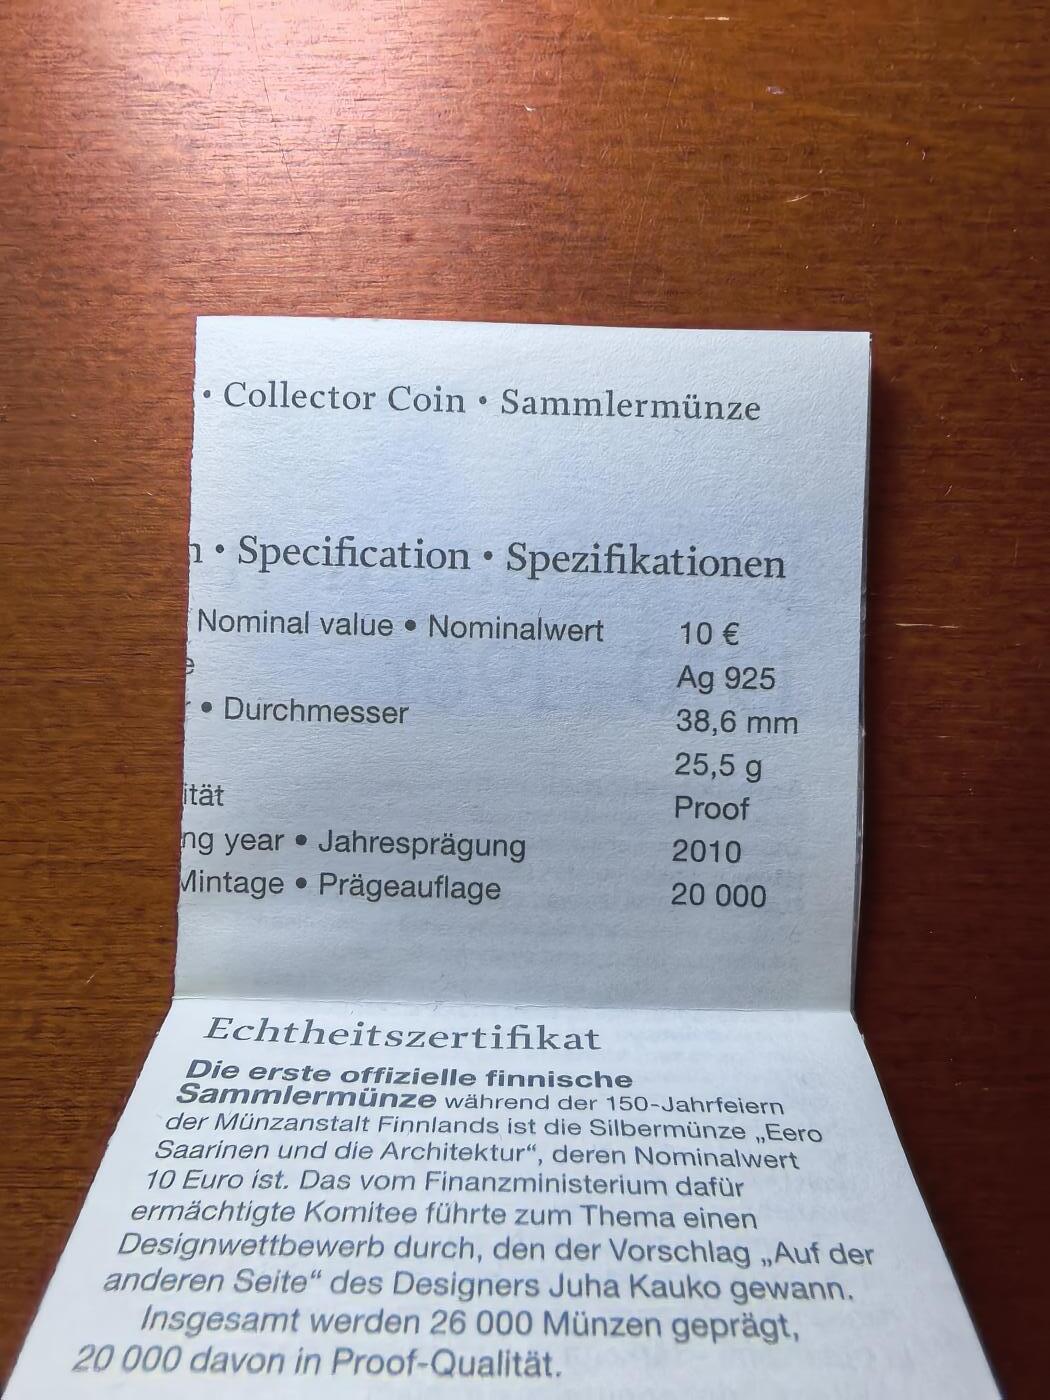 • Collector Coin • Sammlermünze
• Specification • Spezifikationen
Nominal value • Nominalwert 10 €
Ag 925
• Durchmesser 38,6 mm
25,5 g
ität Proof
ng year • Jahresprägung 2010
Mintage • Prägeauflage 20 000
Echtheitszertifikat
Die erste offizielle finnische
Sammlermünze während der 150-Jahrfeiern
der Münzanstalt Finnlands ist die Silbermünze „Eero
Saarinen und die Architektur“, deren Nominalwert
10 Euro ist. Das vom Finanzministerium dafür
ermächtigte Komitee führte zum Thema einen
Designwettbewerb durch, den der Vorschlag „Auf der
anderen Seite“ des Designers Juha Kauko gewann.
Insgesamt werden 26 000 Münzen geprägt,
20 000 davon in Proof-Qualität.